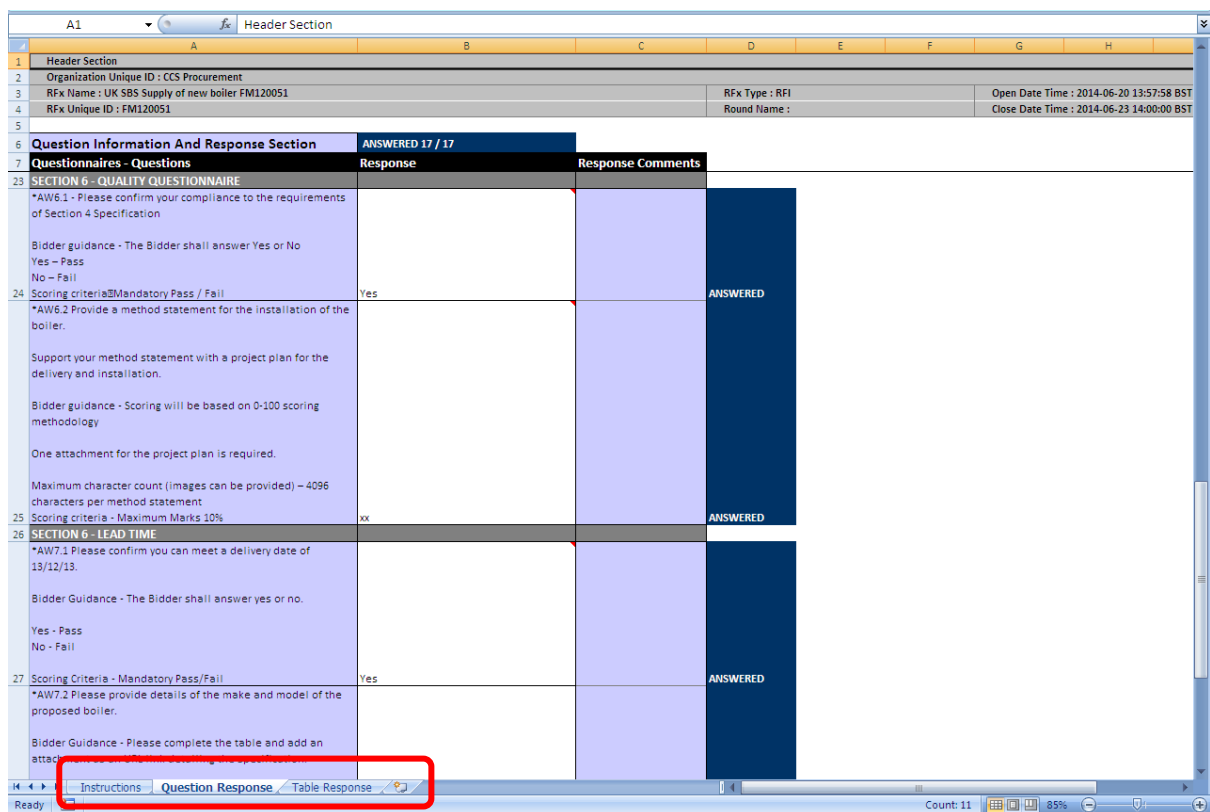 A1 fx Header Section
A B C D E F G H
1 Header Section
2 Organization Unique ID : CCS Procurement
3 RFx Name : UK SBS Supply of new boiler FM120051 RFx Type : RFI Open Date Time : 2014-06-20 13:57:58 BST
4 RFx Unique ID : FM120051 Round Name : Close Date Time : 2014-06-23 14:00:00 BST
5
6 Question Information And Response Section ANSWERED 17 / 17
7 Questionnaires - Questions Response Response Comments
23 SECTION 6 - QUALITY QUESTIONNAIRE
*AW6.1 - Please confirm your compliance to the requirements
of Section 4 Specification
Bidder guidance - The Bidder shall answer Yes or No
Yes – Pass
No – Fail
24 Scoring criteria Mandatory Pass / Fail Yes ANSWERED
*AW6.2 Provide a method statement for the installation of the
boiler.
Support your method statement with a project plan for the
delivery and installation.
Bidder guidance - Scoring will be based on 0-100 scoring
methodology
One attachment for the project plan is required.
Maximum character count (images can be provided) – 4096
characters per method statement
25 Scoring criteria - Maximum Marks 10% xx ANSWERED
26 SECTION 6 - LEAD TIME
*AW7.1 Please confirm you can meet a delivery date of
13/12/13.
Bidder Guidance - The Bidder shall answer yes or no.
Yes - Pass
No - Fail
27 Scoring Criteria - Mandatory Pass/Fail Yes ANSWERED
*AW7.2 Please provide details of the make and model of the
proposed boiler.
Bidder Guidance - Please complete the table and add an
Instructions Question Response Table Response
Ready Count: 11 85%